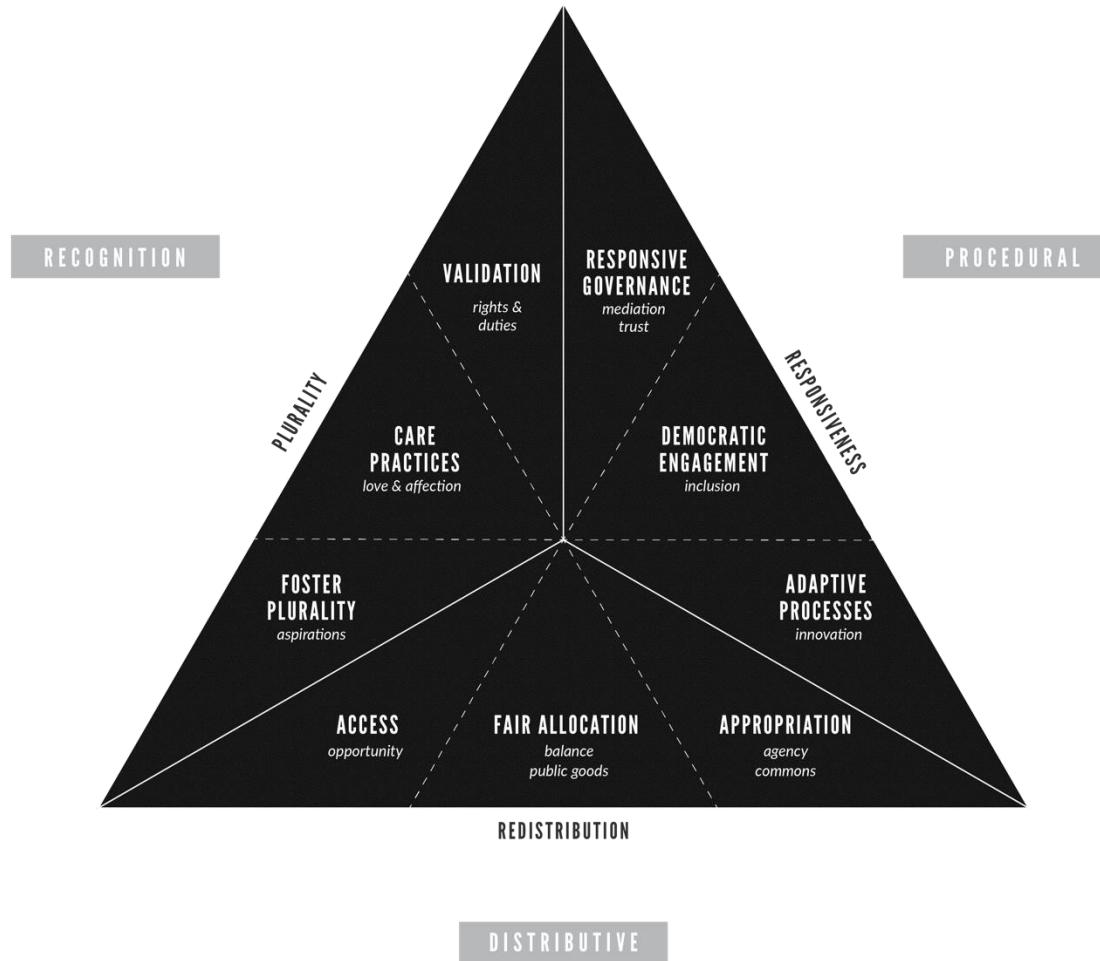 RECOGNITION
PROCEDURAL
VALIDATION
rights &
duties
RESPONSIVE
GOVERNANCE
mediation
trust
PLURALITY
RESPONSIVENESS
CARE
PRACTICES
love & affection
DEMOCRATIC
ENGAGEMENT
inclusion
FOSTER
PLURALITY
aspirations
ADAPTIVE
PROCESSES
innovation
ACCESS
opportunity
FAIR ALLOCATION
balance
public goods
APPROPRIATION
agency
commons
REDISTRIBUTION
DISTRIBUTIVE